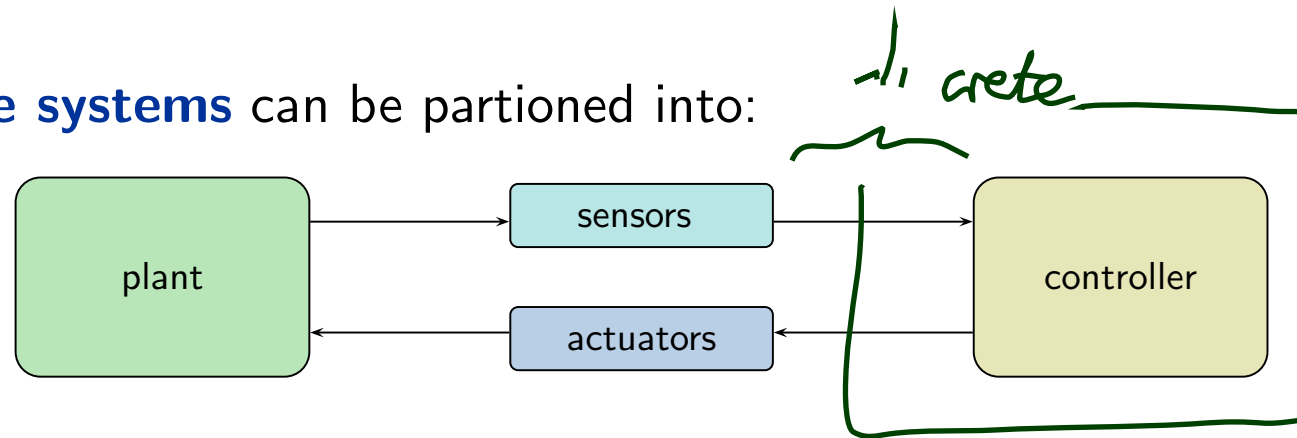 crete
e systems can be partioned into:
sensors
plant
controller
actuators